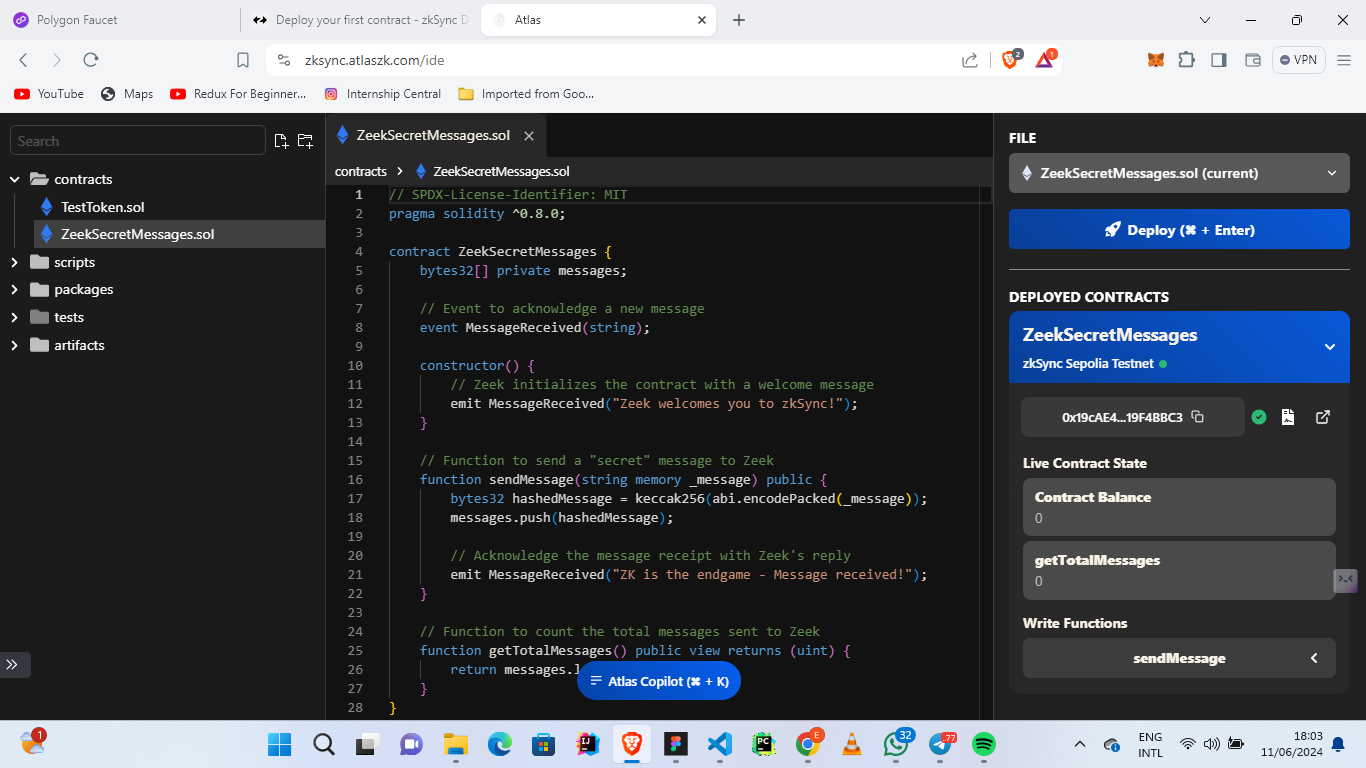 Polygon Faucet
Deploy your first contract - zkSync D
Atlas
zksync.atlaszk.com/ide
2
1
VPN
YouTube
Maps
Redux For Beginner...
Internship Central
Imported from Goo...
Search
contracts
TestToken.sol
ZeekSecretMessages.sol
scripts
packages
tests
artifacts
ZeekSecretMessages.sol
contracts
ZeekSecretMessages.sol
1 // SPDX-License-Identifier: MIT
2 pragma solidity ^0.8.0;
3
4 contract ZeekSecretMessages {
5 bytes32[] private messages;
6
7 // Event to acknowledge a new message
8 event MessageReceived(string);
9
10 constructor() {
11 // Zeek initializes the contract with a welcome message
12 emit MessageReceived("Zeek welcomes you to zkSync!");
13 }
14
15 // Function to send a "secret" message to Zeek
16 function sendMessage(string memory _message) public {
17 bytes32 hashedMessage = keccak256(abi.encodePacked(_message));
18 messages.push(hashedMessage);
19
20 // Acknowledge the message receipt with Zeek's reply
21 emit MessageReceived("ZK is the endgame - Message received!");
22 }
23
24 // Function to count the total messages sent to Zeek
25 function getTotalMessages() public view returns (uint) {
26 return messages.l
27 }
28 }
Atlas Copilot (⌘ + K)
FILE
ZeekSecretMessages.sol (current)
Deploy (⌘ + Enter)
DEPLOYED CONTRACTS
ZeekSecretMessages
zkSync Sepolia Testnet
0x19cAE4...19F4BBC3
Live Contract State
Contract Balance
0
getTotalMessages
0
Write Functions
sendMessage
1
E
32
.77
ENG
INTL
18:03
11/06/2024